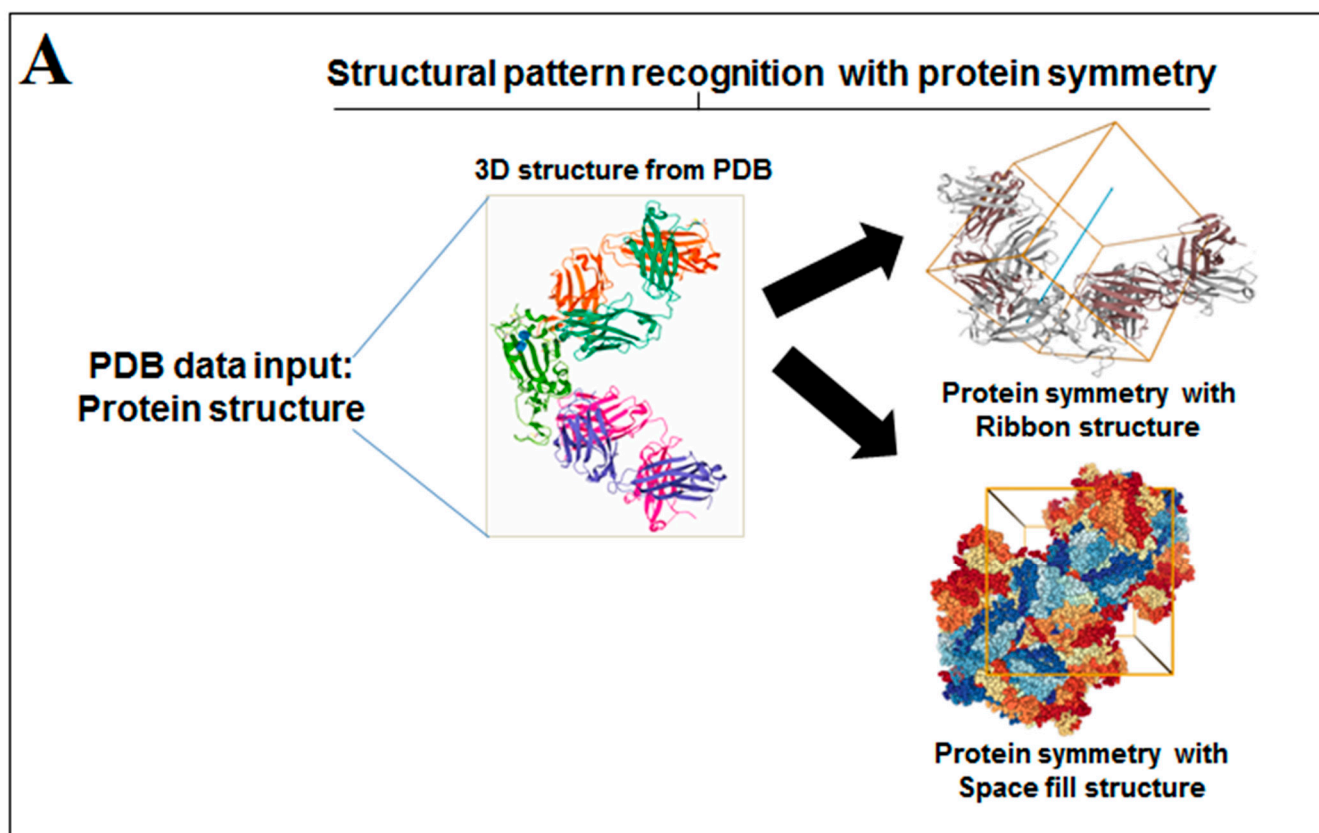 A
Structural pattern recognition with protein symmetry
3D structure from PDB
PDB data input:
Protein structure
Protein symmetry with
Ribbon structure
Protein symmetry with
Space fill structure